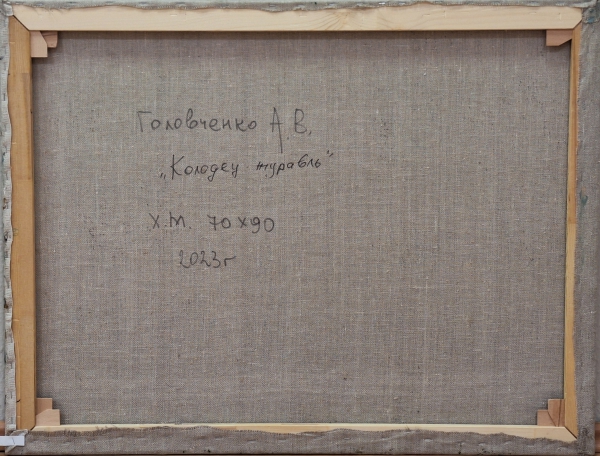 Головченко А.В.
„Колодец журавль"
Х.М. 70х90
2023г